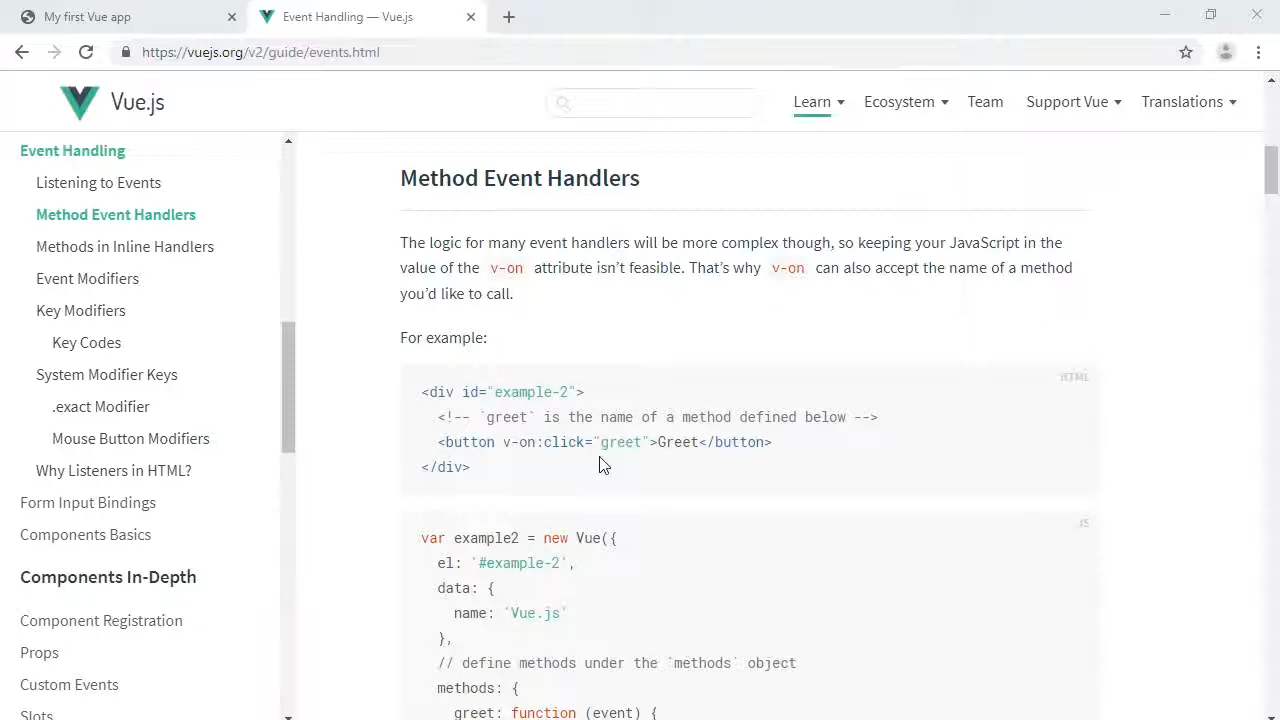 My first Vue app
Event Handling — Vue.js
https://vuejs.org/v2/guide/events.html
Vue.js
Learn
Ecosystem
Team
Support Vue
Translations
Event Handling
Listening to Events
Method Event Handlers
Methods in Inline Handlers
Event Modifiers
Key Modifiers
Key Codes
System Modifier Keys
.exact Modifier
Mouse Button Modifiers
Why Listeners in HTML?
Form Input Bindings
Components Basics
Components In-Depth
Component Registration
Props
Custom Events
Slots
Method Event Handlers
The logic for many event handlers will be more complex though, so keeping your JavaScript in the
value of the v-on attribute isn’t feasible. That’s why v-on can also accept the name of a method
you’d like to call.
For example:
HTML
<div id="example-2">
  <!-- `greet` is the name of a method defined below -->
  <button v-on:click="greet">Greet</button>
</div>
JS
var example2 = new Vue({
  el: '#example-2',
  data: {
    name: 'Vue.js'
  },
  // define methods under the `methods` object
  methods: {
    greet: function (event) {